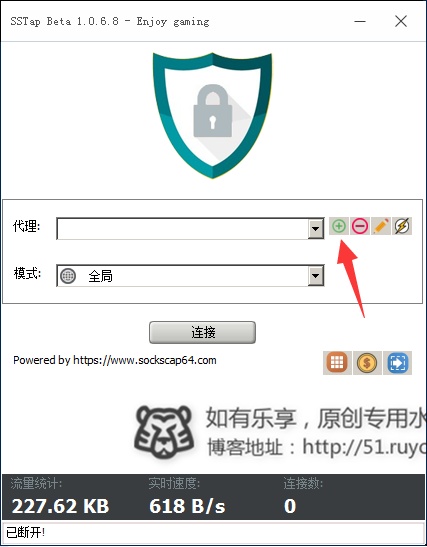 SSTap Beta 1.0.6.8 - Enjoy gaming
代理:
模式: 全局
连接
Powered by https://www.sockscap64.com
如有乐享，原创专用水
博客地址：http://51.ruyo
流量统计: 实时速度: 连接数:
227.62 KB 618 B/s 0
已断开!